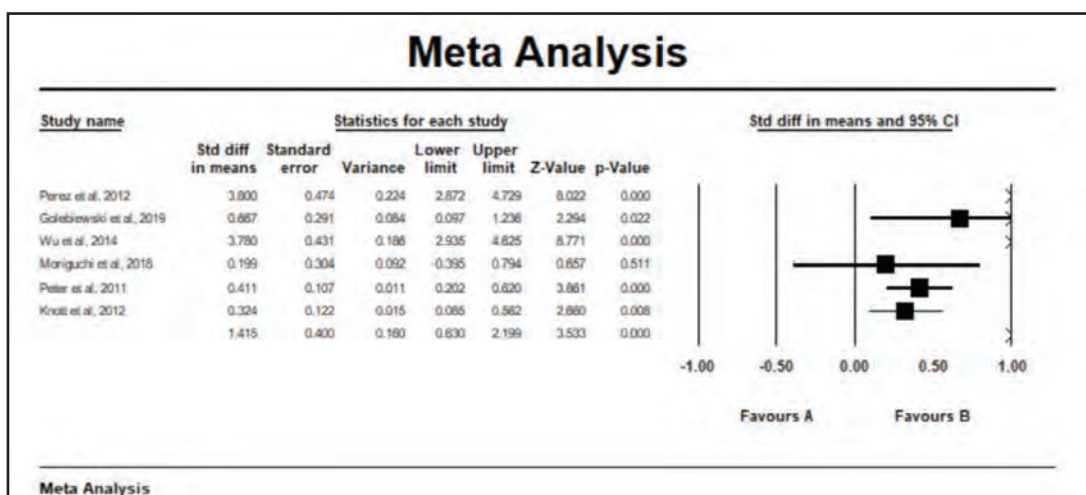 Meta Analysis
Study name Statistics for each study Std diff in means and 95% CI
Std diff in means Standard error Variance Lower limit Upper limit Z-Value p-Value
Perez et al, 2012 3.800 0.474 0.224 2.872 4.729 8.022 0.000
Golebiewski et al, 2019 0.667 0.291 0.084 0.097 1.236 2.294 0.022
Wu et al, 2014 3.780 0.431 0.186 2.935 4.625 8.771 0.000
Moriguchi et al, 2018 0.199 0.304 0.092 -0.395 0.794 0.657 0.511
Peter et al, 2011 0.411 0.107 0.011 0.202 0.620 3.861 0.000
Knott et al, 2012 0.324 0.122 0.015 0.085 0.562 2.660 0.008
1.415 0.400 0.160 0.630 2.199 3.533 0.000
-1.00 -0.50 0.00 0.50 1.00
Favours A Favours B
Meta Analysis